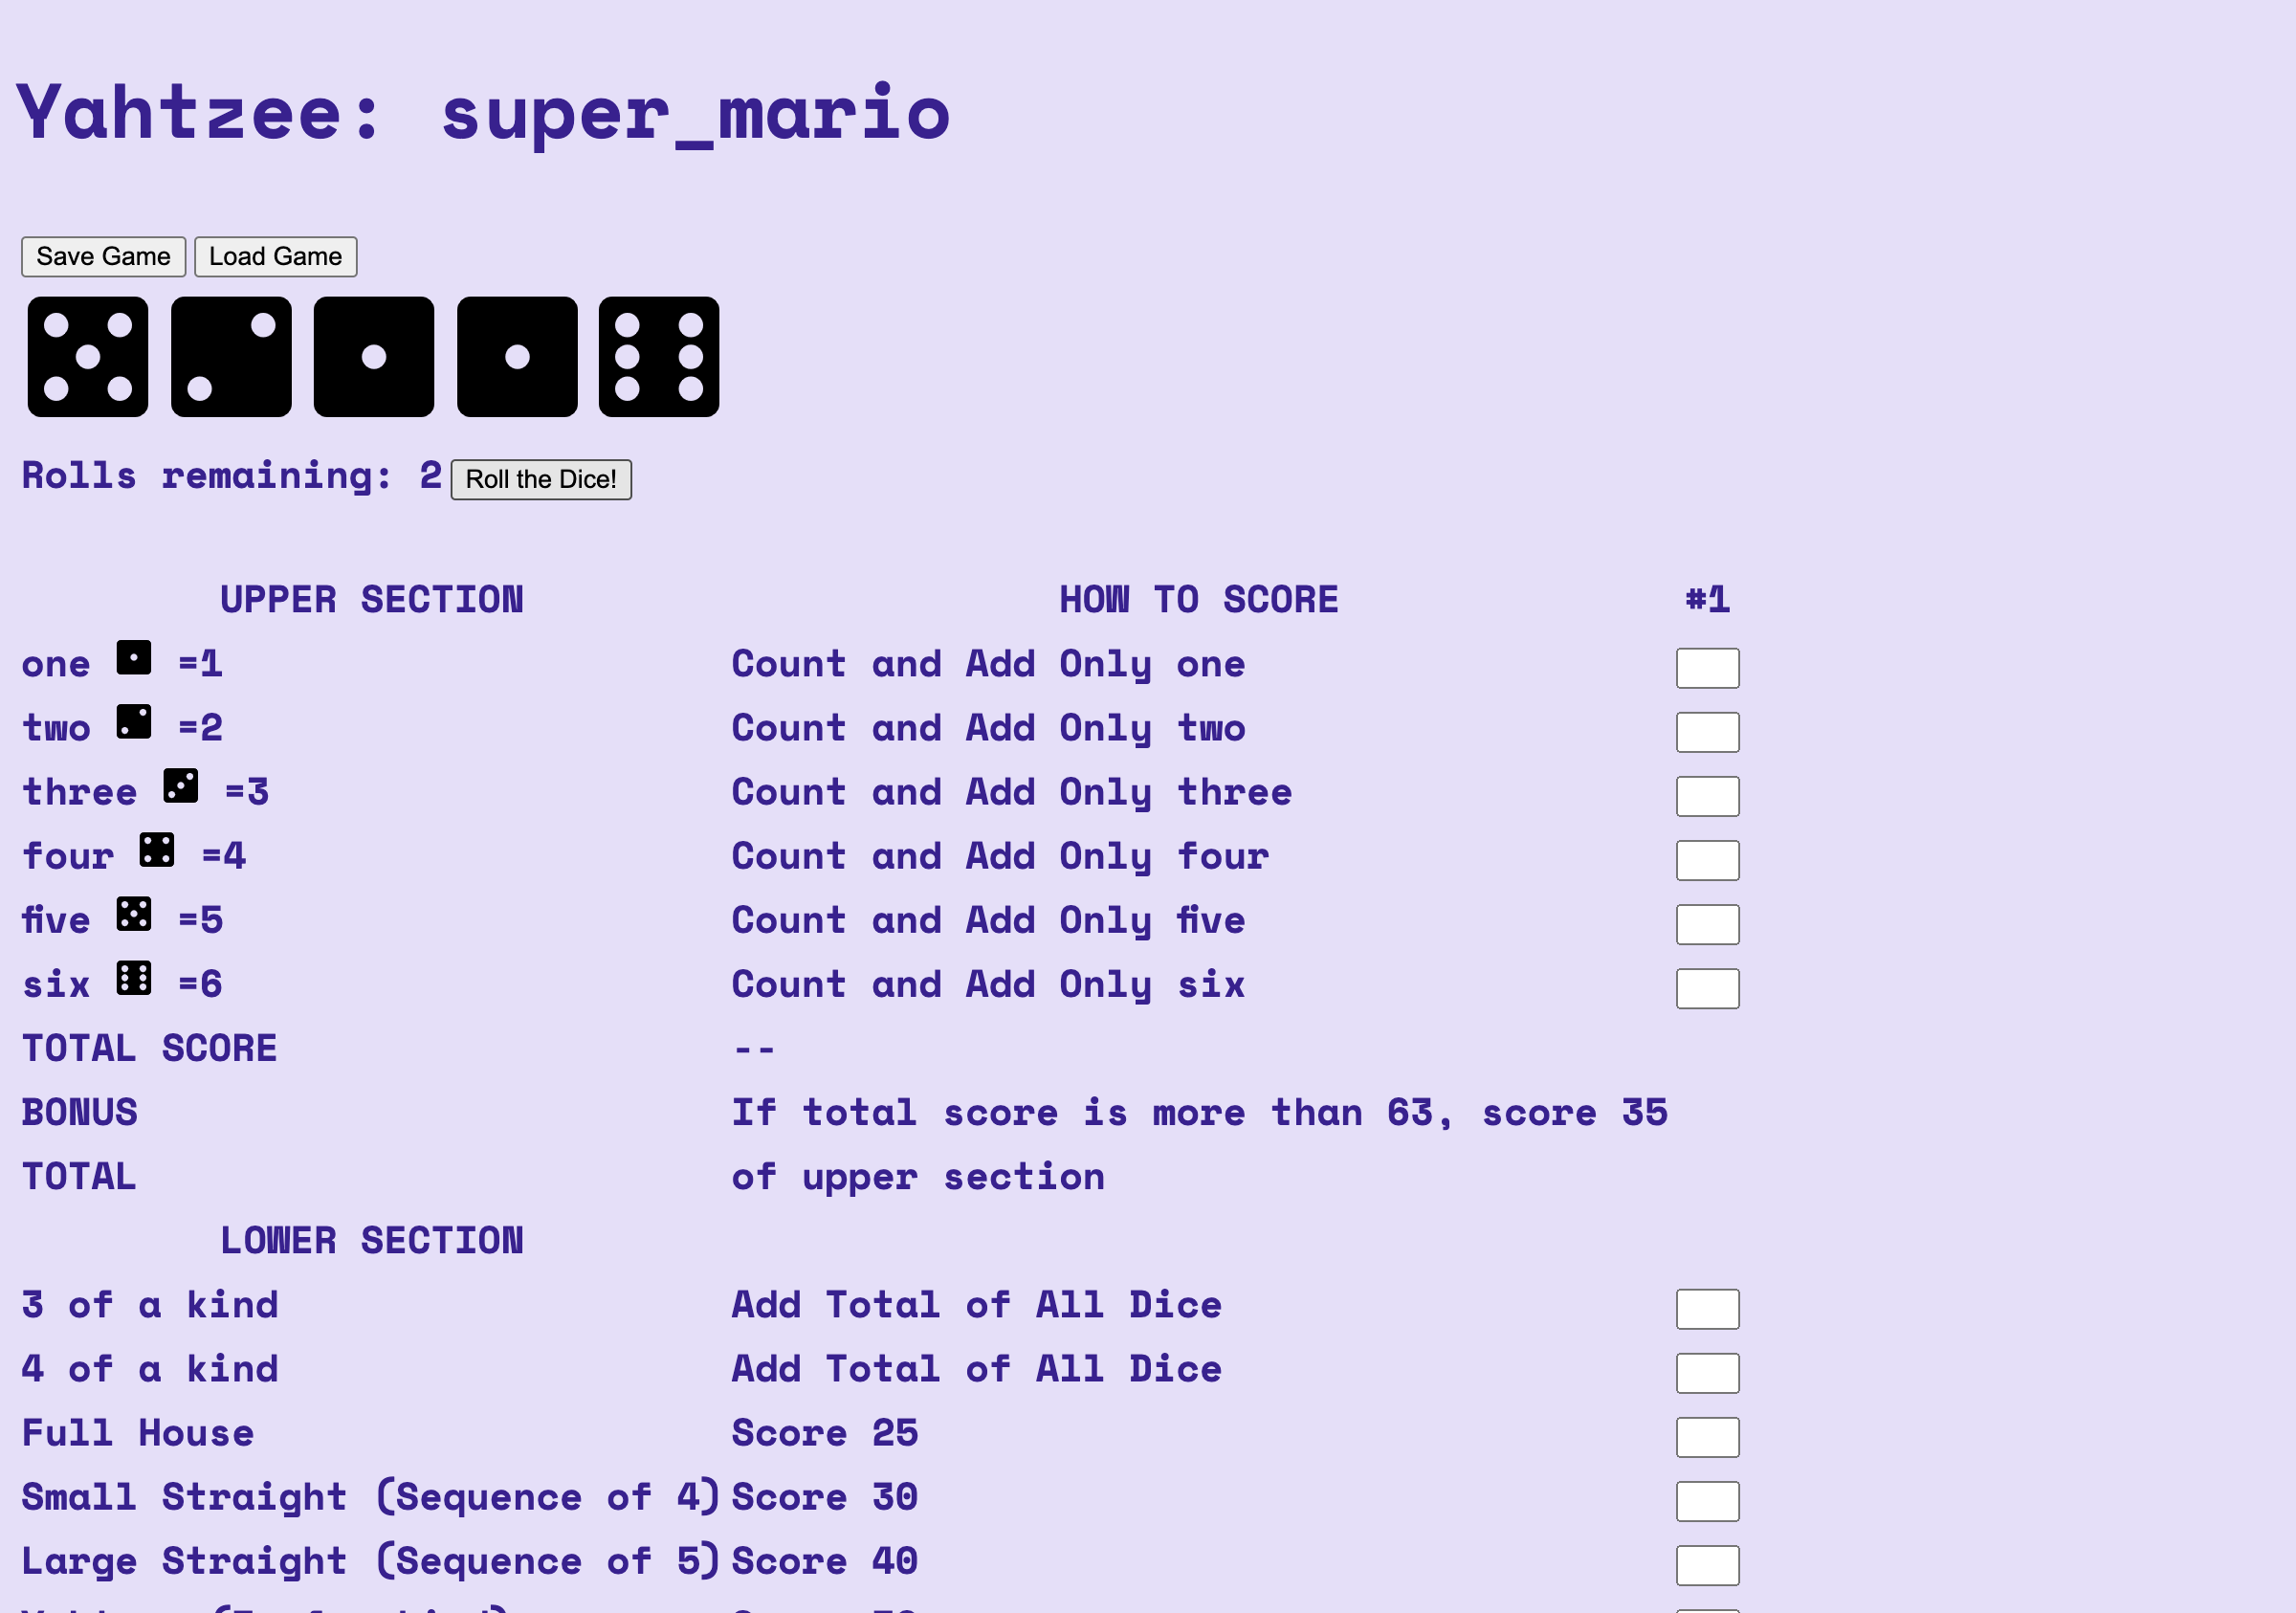 Yahtzee: super_mario
Save Game Load Game
Rolls remaining: 2 Roll the Dice!
UPPER SECTION HOW TO SCORE #1
one =1 Count and Add Only one
two =2 Count and Add Only two
three =3 Count and Add Only three
four =4 Count and Add Only four
five =5 Count and Add Only five
six =6 Count and Add Only six
TOTAL SCORE --
BONUS If total score is more than 63, score 35
TOTAL of upper section
LOWER SECTION
3 of a kind Add Total of All Dice
4 of a kind Add Total of All Dice
Full House Score 25
Small Straight (Sequence of 4) Score 30
Large Straight (Sequence of 5) Score 40